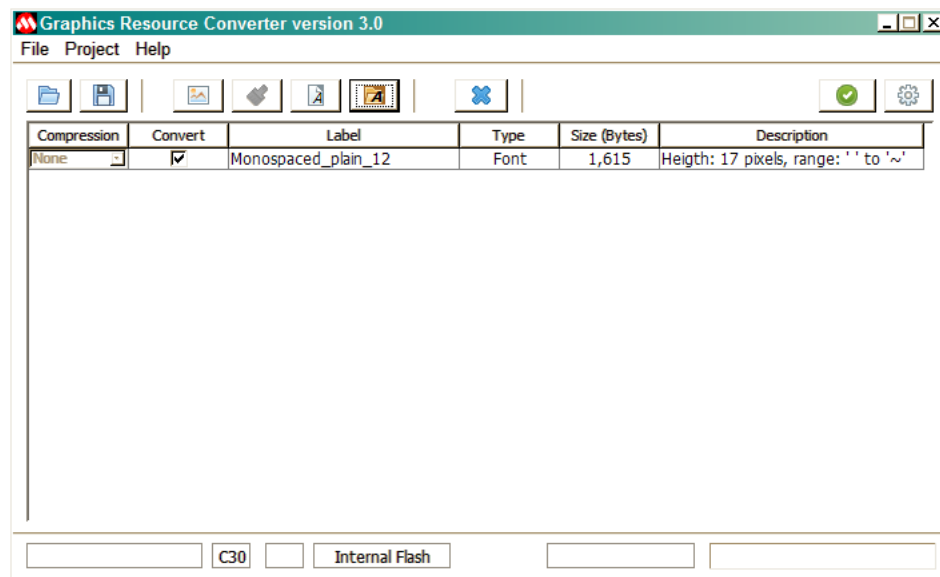 Graphics Resource Converter version 3.0
File Project Help
Compression Convert Label Type Size (Bytes) Description
None Monospaced_plain_12 Font 1,615 Heigth: 17 pixels, range: ' ' to '~'
C30 Internal Flash